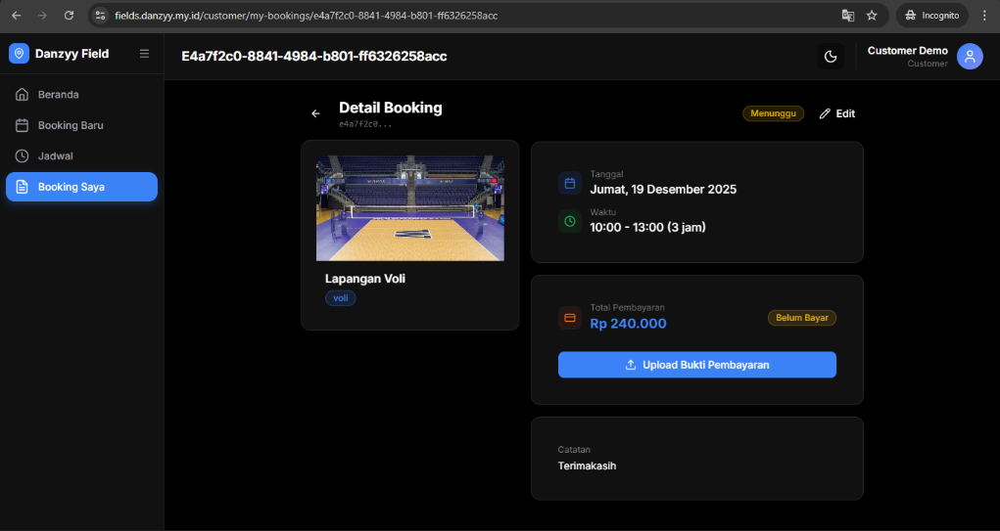 fields.danzyy.my.id/customer/my-bookings/e4a7f2c0-8841-4984-b801-ff6326258acc
Incognito
Danzyy Field
E4a7f2c0-8841-4984-b801-ff6326258acc
Customer Demo
Customer
Beranda
Booking Baru
Jadwal
Booking Saya
Detail Booking
e4a7f2c0...
Menunggu
Edit
Lapangan Voli
voli
Tanggal
Jumat, 19 Desember 2025
Waktu
10:00 - 13:00 (3 jam)
Total Pembayaran
Rp 240.000
Belum Bayar
Upload Bukti Pembayaran
Catatan
Terimakasih